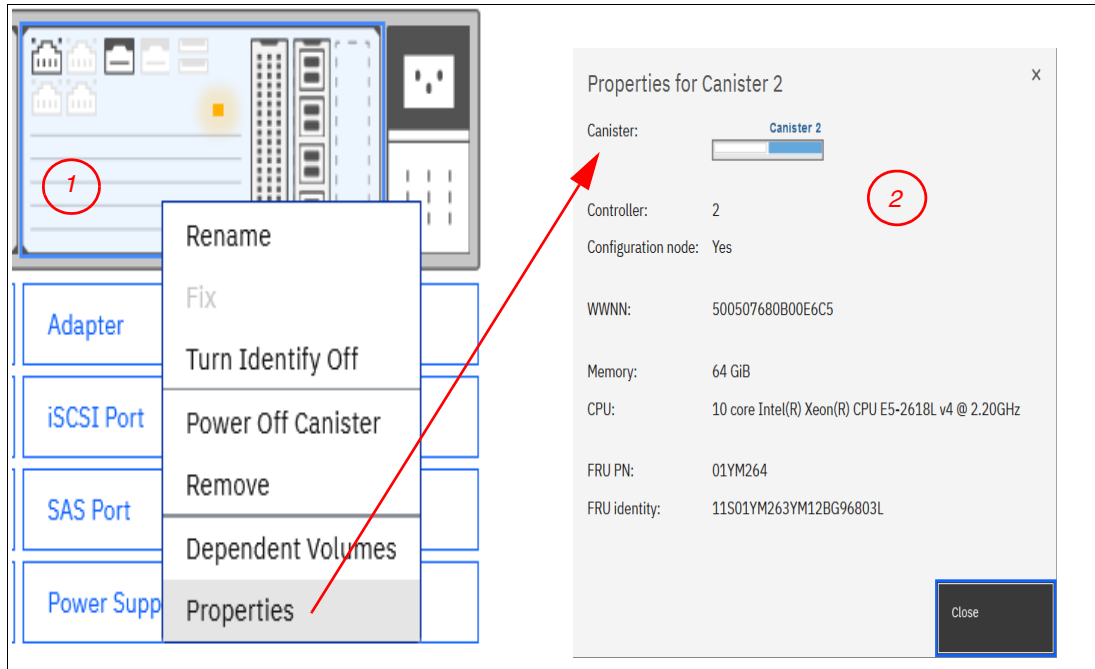 1
Rename
Fix
Turn Identify Off
Power Off Canister
Remove
Dependent Volumes
Properties
Adapter
iSCSI Port
SAS Port
Power Supp
Properties for Canister 2
x
Canister:
Canister 2
2
Controller: 2
Configuration node: Yes
WWNN: 500507680B00E6C5
Memory: 64 GiB
CPU: 10 core Intel(R) Xeon(R) CPU E5-2618L v4 @ 2.20GHz
FRU PN: 01YM264
FRU identity: 11S01YM263YM12BG96803L
Close